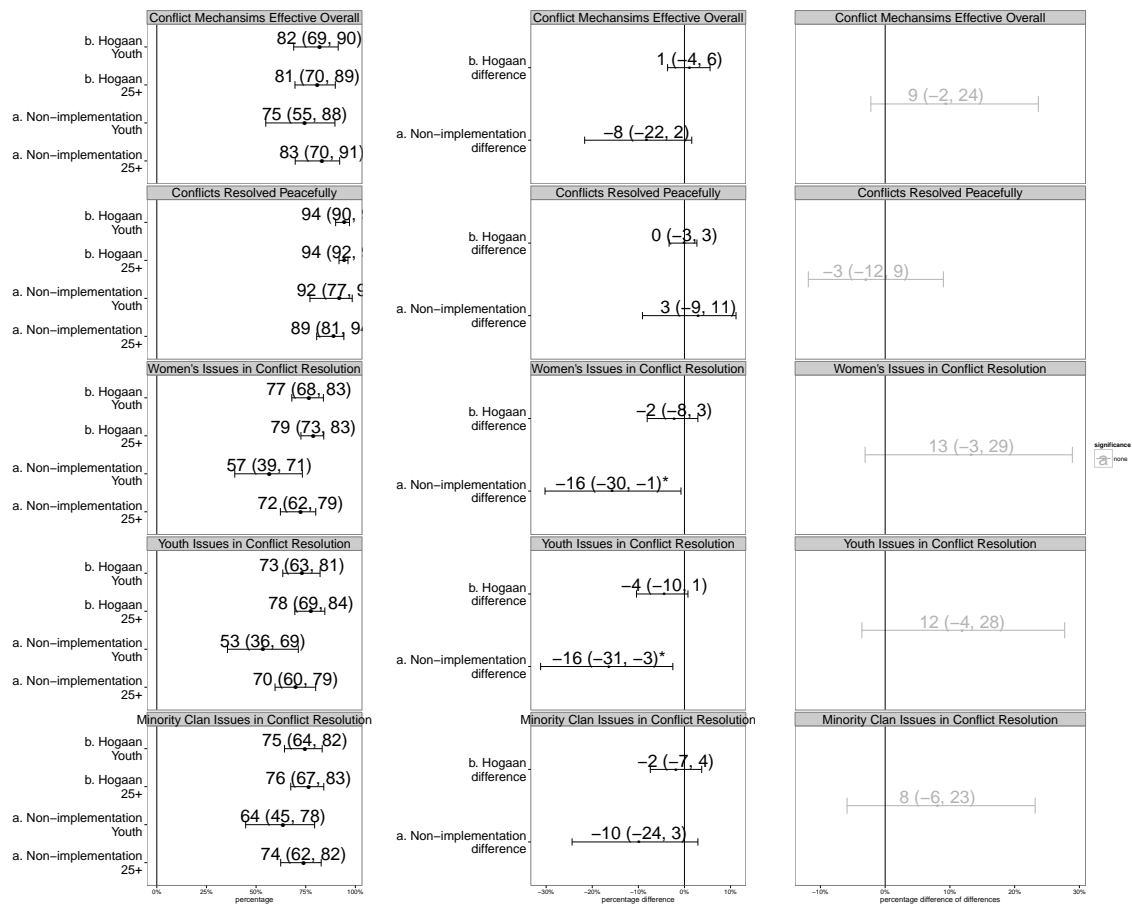 Conflict Mechansims Effective Overall
b. Hogaan
Youth
82 (69, 90)
b. Hogaan
25+
81 (70, 89)
a. Non−implementation
Youth
75 (55, 88)
a. Non−implementation
25+
83 (70, 91)
Conflicts Resolved Peacefully
b. Hogaan
Youth
94 (90,
b. Hogaan
25+
94 (92,
a. Non−implementation
Youth
92 (77, 9
a. Non−implementation
25+
89 (81, 94
Women's Issues in Conflict Resolution
b. Hogaan
Youth
77 (68, 83)
b. Hogaan
25+
79 (73, 83)
a. Non−implementation
Youth
57 (39, 71)
a. Non−implementation
25+
72 (62, 79)
Youth Issues in Conflict Resolution
b. Hogaan
Youth
73 (63, 81)
b. Hogaan
25+
78 (69, 84)
a. Non−implementation
Youth
53 (36, 69)
a. Non−implementation
25+
70 (60, 79)
Minority Clan Issues in Conflict Resolution
b. Hogaan
Youth
75 (64, 82)
b. Hogaan
25+
76 (67, 83)
a. Non−implementation
Youth
64 (45, 78)
a. Non−implementation
25+
74 (62, 82)
0% 25% 50% 75% 100%
percentage
Conflict Mechansims Effective Overall
b. Hogaan
difference
1 (−4, 6)
a. Non−implementation
difference
−8 (−22, 2)
Conflicts Resolved Peacefully
b. Hogaan
difference
0 (−3, 3)
a. Non−implementation
difference
3 (−9, 11)
Women's Issues in Conflict Resolution
b. Hogaan
difference
−2 (−8, 3)
a. Non−implementation
difference
−16 (−30, −1)*
Youth Issues in Conflict Resolution
b. Hogaan
difference
−4 (−10, 1)
a. Non−implementation
difference
−16 (−31, −3)*
Minority Clan Issues in Conflict Resolution
b. Hogaan
difference
−2 (−7, 4)
a. Non−implementation
difference
−10 (−24, 3)
−30% −20% −10% 0% 10%
percentage difference
Conflict Mechansims Effective Overall
9 (−2, 24)
Conflicts Resolved Peacefully
−3 (−12, 9)
Women's Issues in Conflict Resolution
13 (−3, 29)
Youth Issues in Conflict Resolution
12 (−4, 28)
Minority Clan Issues in Conflict Resolution
8 (−6, 23)
−10% 0% 10% 20% 30%
percentage difference of differences
significance
a none